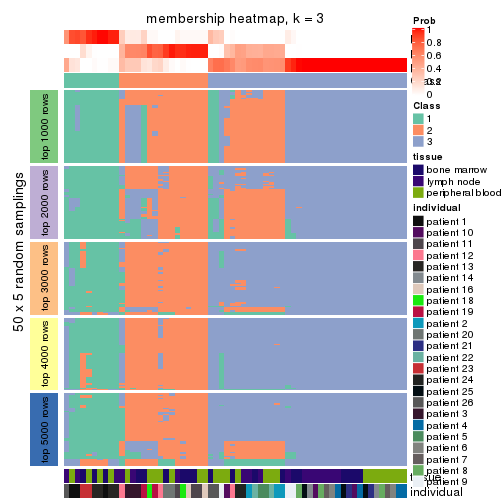 membership heatmap, k = 3
50 x 5 random samplings
top 1000 rows
top 2000 rows
top 3000 rows
top 4000 rows
top 5000 rows
Prob
1
0.8
0.6
0.4
0.2
0
Class
1
2
3
tissue
bone marrow
lymph node
peripheral blood
individual
patient 1
patient 10
patient 11
patient 12
patient 13
patient 14
patient 16
patient 18
patient 19
patient 2
patient 20
patient 21
patient 22
patient 23
patient 24
patient 25
patient 26
patient 3
patient 4
patient 5
patient 6
patient 7
patient 8
patient 9
individual